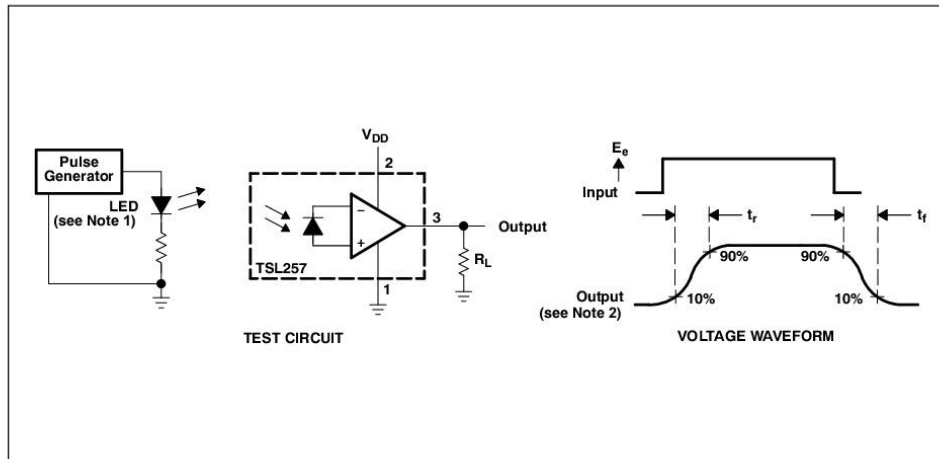 Pulse
Generator
LED
(see Note 1)
V_DD
2
−
+
3
Output
TSL257
1
R_L
TEST CIRCUIT
E_e
Input
t_r
t_f
90%
90%
Output
(see Note 2)
10%
10%
VOLTAGE WAVEFORM